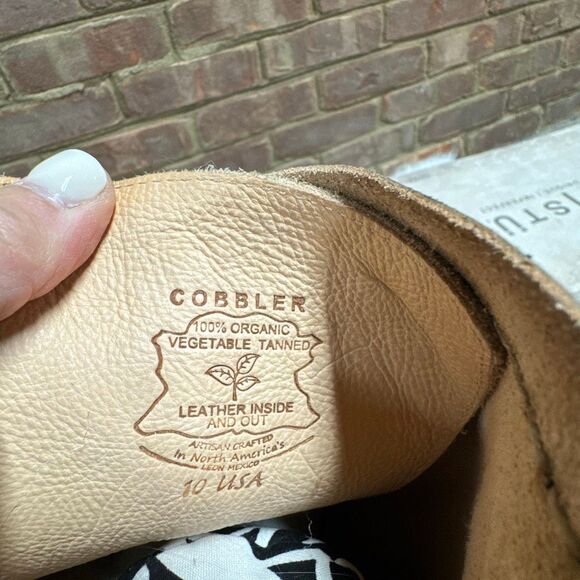 COBBLER
100% ORGANIC
VEGETABLE TANNED
LEATHER INSIDE
AND OUT
ARTISAN CRAFTED
In North America's
LEON MEXICO
10 USA